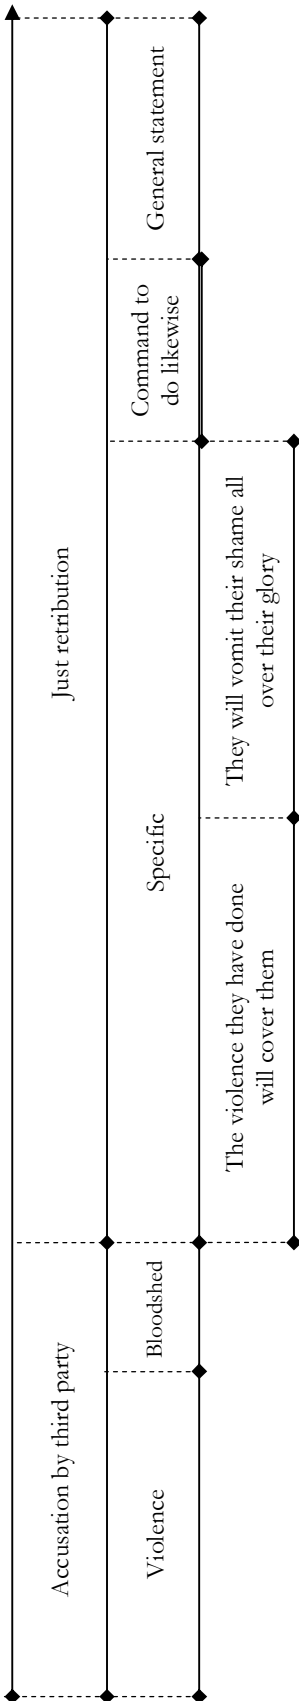 Accusation by third party
Just retribution
Violence
Bloodshed
Specific
Command to
do likewise
General statement
The violence they have done
will cover them
They will vomit their shame all
over their glory